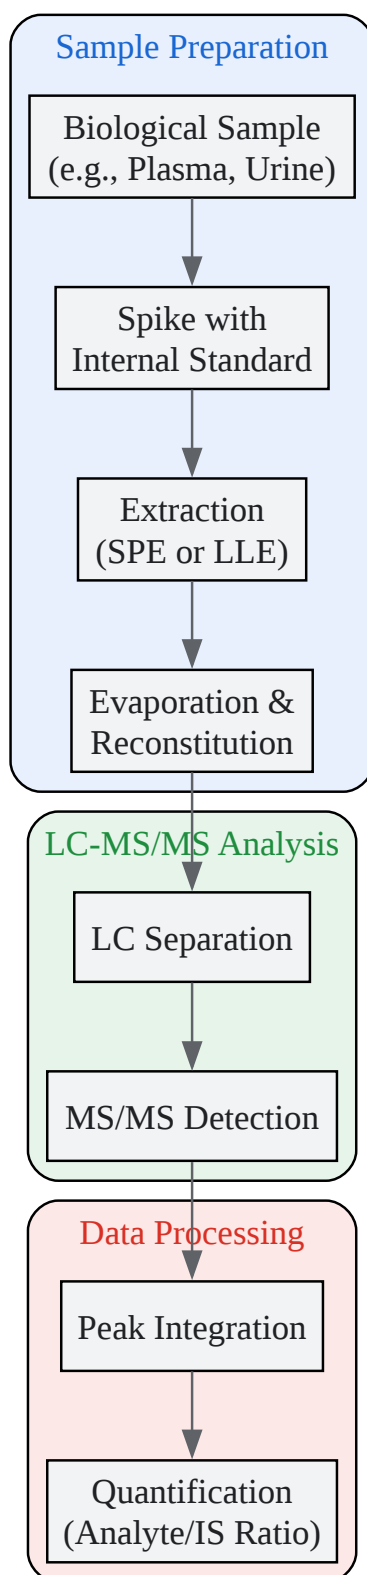 Sample Preparation
Biological Sample
(e.g., Plasma, Urine)
Spike with
Internal Standard
Extraction
(SPE or LLE)
Evaporation &
Reconstitution
LC-MS/MS Analysis
LC Separation
MS/MS Detection
Data Processing
Peak Integration
Quantification
(Analyte/IS Ratio)